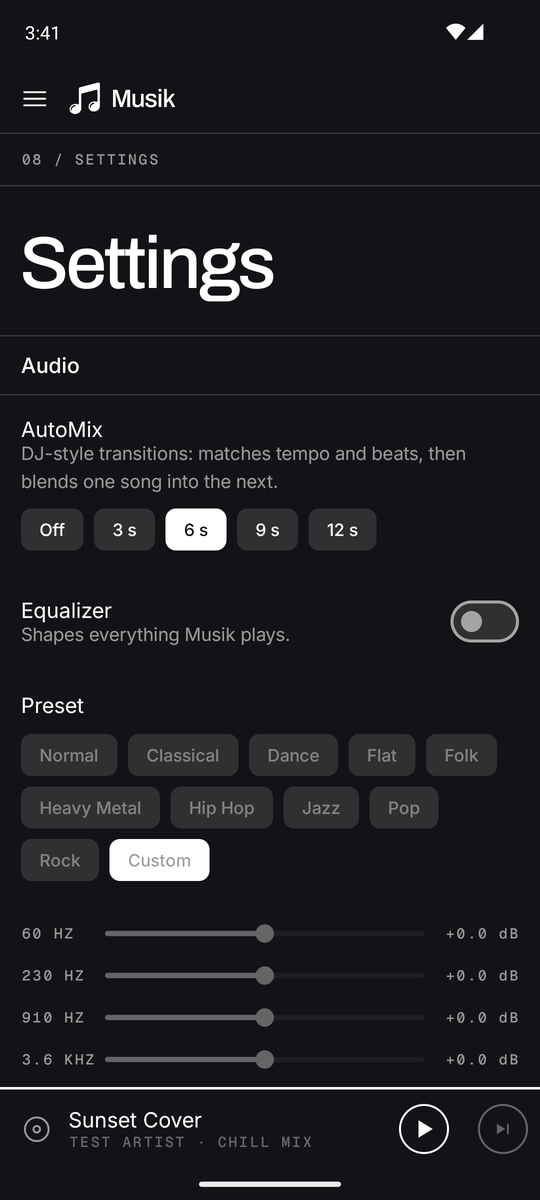 3:41
Musik
08 / SETTINGS
Settings
Audio
AutoMix
DJ-style transitions: matches tempo and beats, then
blends one song into the next.
Off 3 s 6 s 9 s 12 s
Equalizer
Shapes everything Musik plays.
Preset
Normal Classical Dance Flat Folk
Heavy Metal Hip Hop Jazz Pop
Rock Custom
60 HZ +0.0 dB
230 HZ +0.0 dB
910 HZ +0.0 dB
3.6 KHZ +0.0 dB
Sunset Cover
TEST ARTIST · CHILL MIX